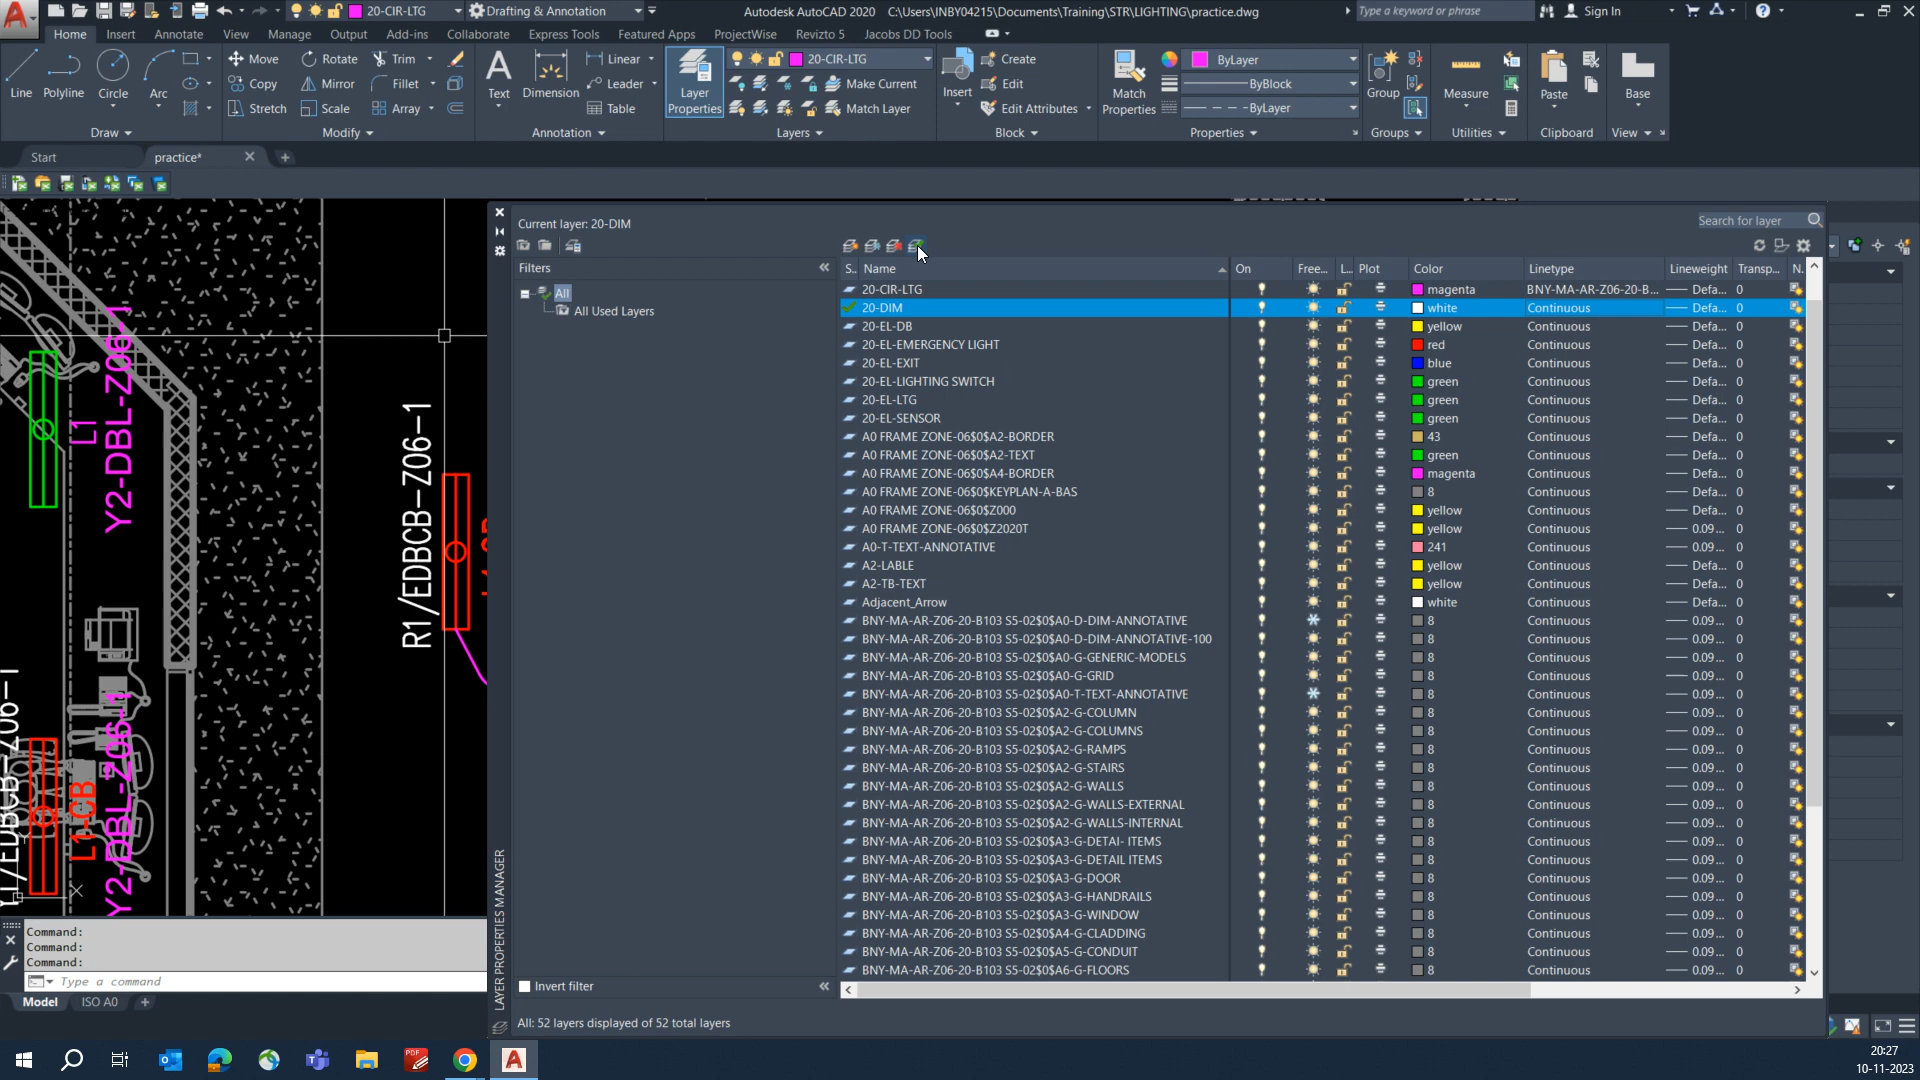 20-CIR-LTG
Drafting & Annotation
Autodesk AutoCAD 2020 C:\Users\INBY04215\Documents\Training\STR\LIGHTING\practice.dwg
Type a keyword or phrase
Sign In
Home Insert Annotate View Manage Output Add-ins Collaborate Express Tools Featured Apps ProjectWise Revizto 5 Jacobs DD Tools
Line
Polyline
Circle
Arc
Draw
Move
Copy
Stretch
Rotate
Mirror
Scale
Trim
Fillet
Array
Modify
Text
Dimension
Linear
Leader
Table
Annotation
Layer
Properties
20-CIR-LTG
Make Current
Match Layer
Layers
Insert
Create
Edit
Edit Attributes
Block
Match
Properties
ByLayer
ByBlock
ByLayer
Properties
Group
Groups
Measure
Utilities
Paste
Clipboard
Base
View
Start
practice*
L1
Y2-DBL-Z06-1
R1/EDBCB-Z06-1
L1-CB
Y2-DBL-Z06-1
Current layer: 20-DIM
Search for layer
Filters
All
All Used Layers
S.. Name On Free... L.. Plot Color Linetype Lineweight Transp... N.
20-CIR-LTG magenta BNY-MA-AR-Z06-20-B... Defa... 0
20-DIM white Continuous Defa... 0
20-EL-DB yellow Continuous Defa... 0
20-EL-EMERGENCY LIGHT red Continuous Defa... 0
20-EL-EXIT blue Continuous Defa... 0
20-EL-LIGHTING SWITCH green Continuous Defa... 0
20-EL-LTG green Continuous Defa... 0
20-EL-SENSOR green Continuous Defa... 0
A0 FRAME ZONE-06$0$A2-BORDER 43 Continuous Defa... 0
A0 FRAME ZONE-06$0$A2-TEXT green Continuous Defa... 0
A0 FRAME ZONE-06$0$A4-BORDER magenta Continuous Defa... 0
A0 FRAME ZONE-06$0$KEYPLAN-A-BAS 8 Continuous Defa... 0
A0 FRAME ZONE-06$0$Z000 yellow Continuous Defa... 0
A0 FRAME ZONE-06$0$Z2020T yellow Continuous 0.09... 0
A0-T-TEXT-ANNOTATIVE 241 Continuous 0.09... 0
A2-LABLE yellow Continuous Defa... 0
A2-TB-TEXT yellow Continuous Defa... 0
Adjacent_Arrow white Continuous Defa... 0
BNY-MA-AR-Z06-20-B103 S5-02$0$A0-D-DIM-ANNOTATIVE 8 Continuous 0.09... 0
BNY-MA-AR-Z06-20-B103 S5-02$0$A0-D-DIM-ANNOTATIVE-100 8 Continuous 0.09... 0
BNY-MA-AR-Z06-20-B103 S5-02$0$A0-G-GENERIC-MODELS 8 Continuous 0.09... 0
BNY-MA-AR-Z06-20-B103 S5-02$0$A0-G-GRID 8 Continuous 0.09... 0
BNY-MA-AR-Z06-20-B103 S5-02$0$A0-T-TEXT-ANNOTATIVE 8 Continuous 0.09... 0
BNY-MA-AR-Z06-20-B103 S5-02$0$A2-G-COLUMN 8 Continuous 0.09... 0
BNY-MA-AR-Z06-20-B103 S5-02$0$A2-G-COLUMNS 8 Continuous 0.09... 0
BNY-MA-AR-Z06-20-B103 S5-02$0$A2-G-RAMPS 8 Continuous 0.09... 0
BNY-MA-AR-Z06-20-B103 S5-02$0$A2-G-STAIRS 8 Continuous 0.09... 0
BNY-MA-AR-Z06-20-B103 S5-02$0$A2-G-WALLS 8 Continuous 0.09... 0
BNY-MA-AR-Z06-20-B103 S5-02$0$A2-G-WALLS-EXTERNAL 8 Continuous 0.09... 0
BNY-MA-AR-Z06-20-B103 S5-02$0$A2-G-WALLS-INTERNAL 8 Continuous 0.09... 0
BNY-MA-AR-Z06-20-B103 S5-02$0$A3-G-DETAI- ITEMS 8 Continuous 0.09... 0
BNY-MA-AR-Z06-20-B103 S5-02$0$A3-G-DETAIL ITEMS 8 Continuous 0.09... 0
BNY-MA-AR-Z06-20-B103 S5-02$0$A3-G-DOOR 8 Continuous 0.09... 0
BNY-MA-AR-Z06-20-B103 S5-02$0$A3-G-HANDRAILS 8 Continuous 0.09... 0
BNY-MA-AR-Z06-20-B103 S5-02$0$A3-G-WINDOW 8 Continuous 0.09... 0
BNY-MA-AR-Z06-20-B103 S5-02$0$A4-G-CLADDING 8 Continuous 0.09... 0
BNY-MA-AR-Z06-20-B103 S5-02$0$A5-G-CONDUIT 8 Continuous 0.09... 0
BNY-MA-AR-Z06-20-B103 S5-02$0$A6-G-FLOORS 8 Continuous 0.09... 0
Invert filter
All: 52 layers displayed of 52 total layers
LAYER PROPERTIES MANAGER
Command:
Command:
Command:
Type a command
Model
ISO A0
20:27
10-11-2023